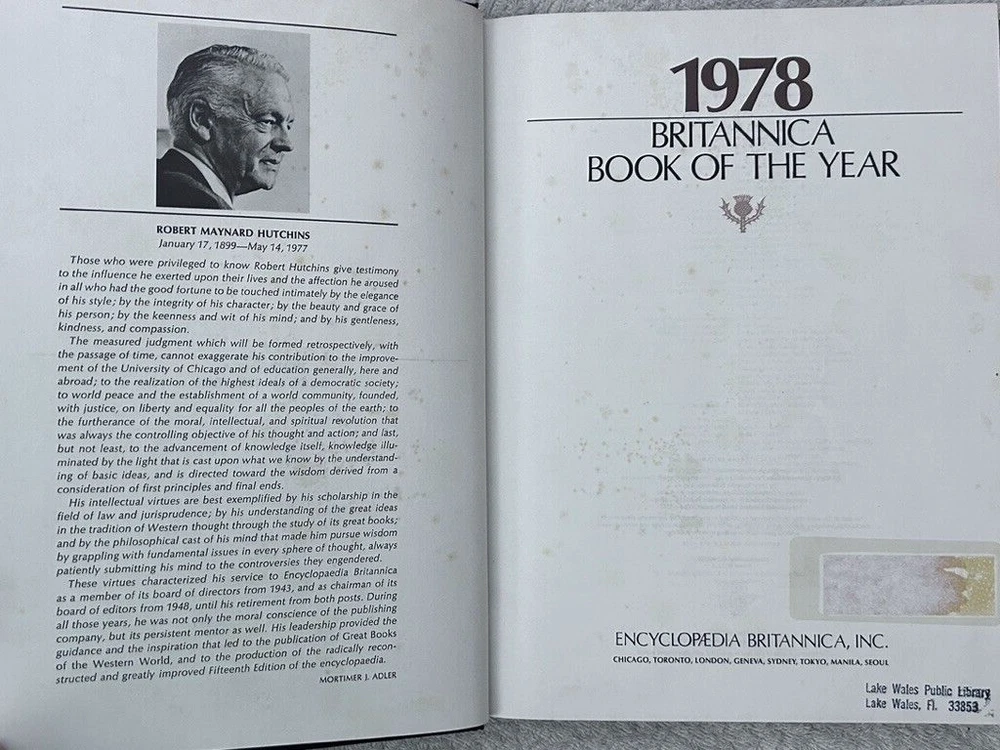 ROBERT MAYNARD HUTCHINS
January 17, 1899—May 14, 1977
Those who were privileged to know Robert Hutchins give testimony
to the influence he exerted upon their lives and the affection he aroused
in all who had the good fortune to be touched intimately by the elegance
of his style; by the integrity of his character; by the beauty and grace of
his person; by the keenness and wit of his mind; and by his gentleness,
kindness, and compassion.
The measured judgment which will be formed retrospectively, with
the passage of time, cannot exaggerate his contribution to the improve-
ment of the University of Chicago and of education generally, here and
abroad; to the realization of the highest ideals of a democratic society;
to world peace and the establishment of a world community, founded,
with justice, on liberty and equality for all the peoples of the earth; to
the furtherance of the moral, intellectual, and spiritual revolution that
was always the controlling objective of his thought and action; and last,
but not least, to the advancement of knowledge itself, knowledge illu-
minated by the light that is cast upon what we know by the understand-
ing of basic ideas, and is directed toward the wisdom derived from a
consideration of first principles and final ends.
His intellectual virtues are best exemplified by his scholarship in the
field of law and jurisprudence; by his understanding of the great ideas
in the tradition of Western thought through the study of its great books;
and by the philosophical cast of his mind that made him pursue wisdom
by grappling with fundamental issues in every sphere of thought, always
patiently submitting his mind to the controversies they engendered.
These virtues characterized his service to Encyclopaedia Britannica
as a member of its board of directors from 1943, and as chairman of its
board of editors from 1948, until his retirement from both posts. During
all those years, he was not only the moral conscience of the publishing
company, but its persistent mentor as well. His leadership provided the
guidance and the inspiration that led to the publication of Great Books
of the Western World, and to the production of the radically recon-
structed and greatly improved Fifteenth Edition of the encyclopaedia.
MORTIMER J. ADLER
1978
BRITANNICA
BOOK OF THE YEAR
ENCYCLOPÆDIA BRITANNICA, INC.
CHICAGO, TORONTO, LONDON, GENEVA, SYDNEY, TOKYO, MANILA, SEOUL
Lake Wales Public Library
Lake Wales, Fl. 33853